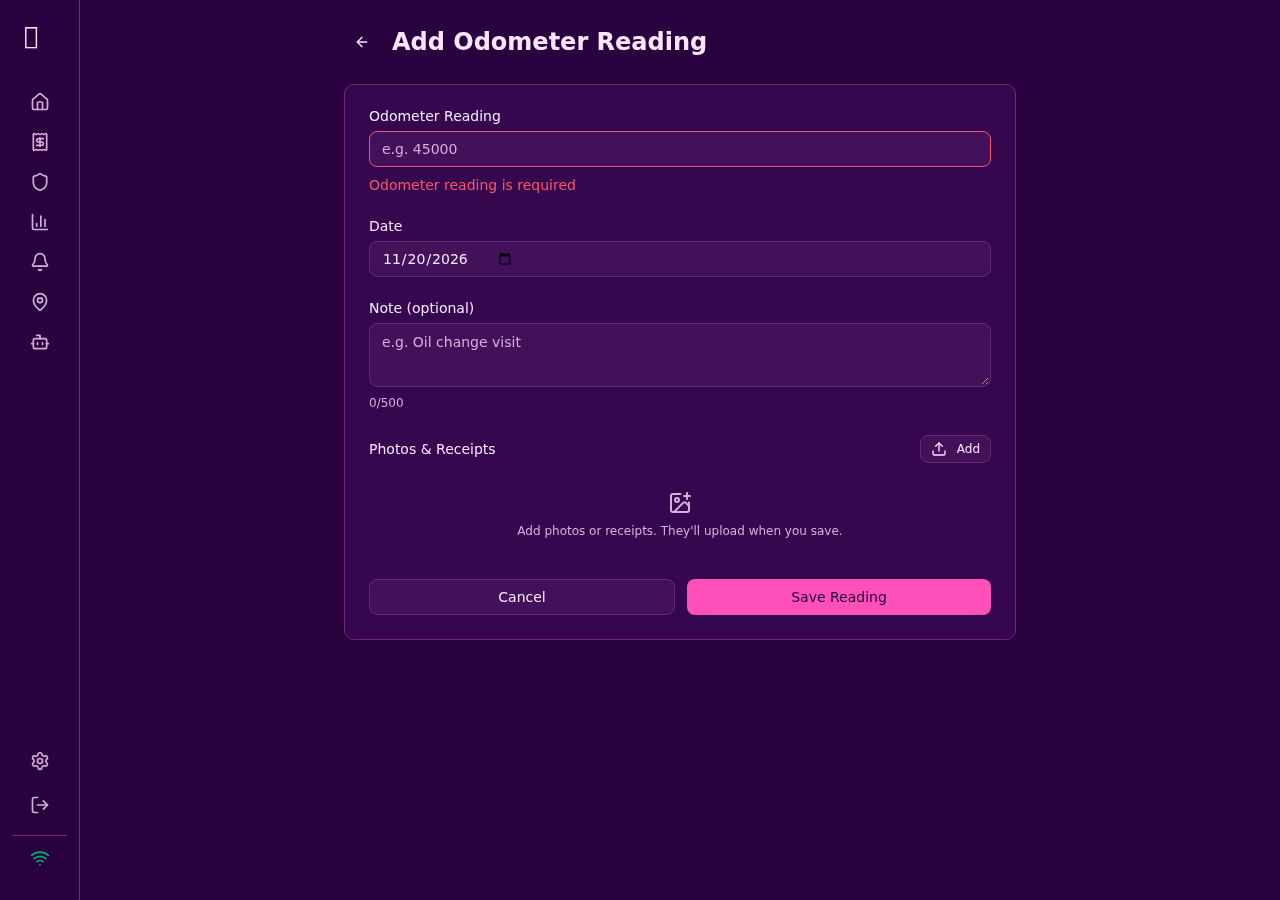 Add Odometer Reading
Odometer Reading
e.g. 45000
Odometer reading is required
Date
11/20/2026
Note (optional)
e.g. Oil change visit
0/500
Photos & Receipts
Add
Add photos or receipts. They'll upload when you save.
Cancel
Save Reading